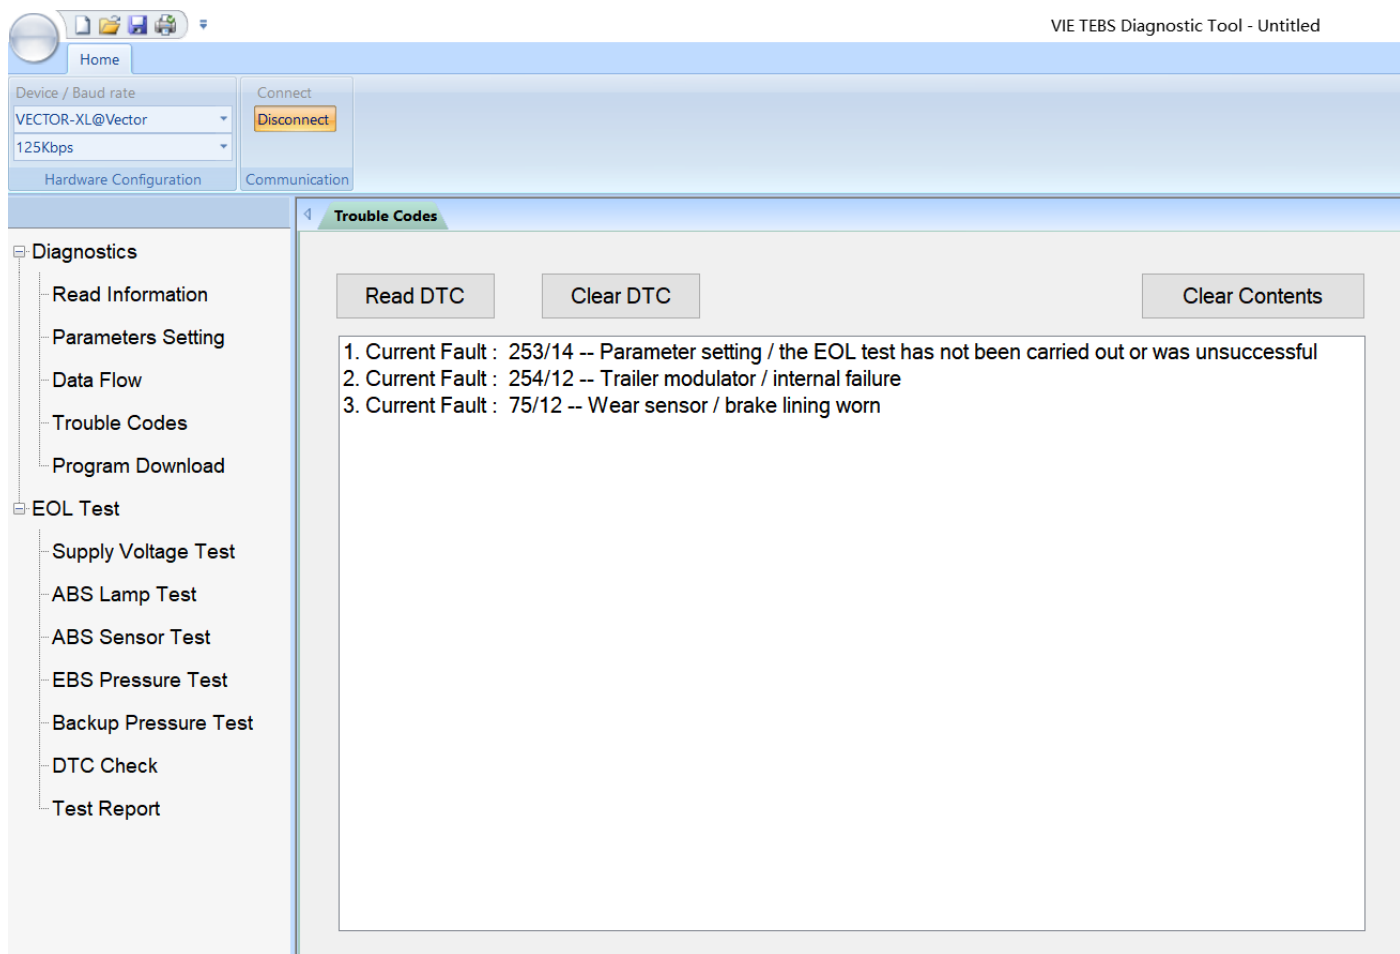 VIE TEBS Diagnostic Tool - Untitled
Home
Device / Baud rate
VECTOR-XL@Vector
125Kbps
Hardware Configuration
Connect
Disconnect
Communication
Diagnostics
Read Information
Parameters Setting
Data Flow
Trouble Codes
Program Download
EOL Test
Supply Voltage Test
ABS Lamp Test
ABS Sensor Test
EBS Pressure Test
Backup Pressure Test
DTC Check
Test Report
Trouble Codes
Read DTC
Clear DTC
Clear Contents
1. Current Fault :  253/14 -- Parameter setting / the EOL test has not been carried out or was unsuccessful
2. Current Fault :  254/12 -- Trailer modulator / internal failure
3. Current Fault :  75/12 -- Wear sensor / brake lining worn